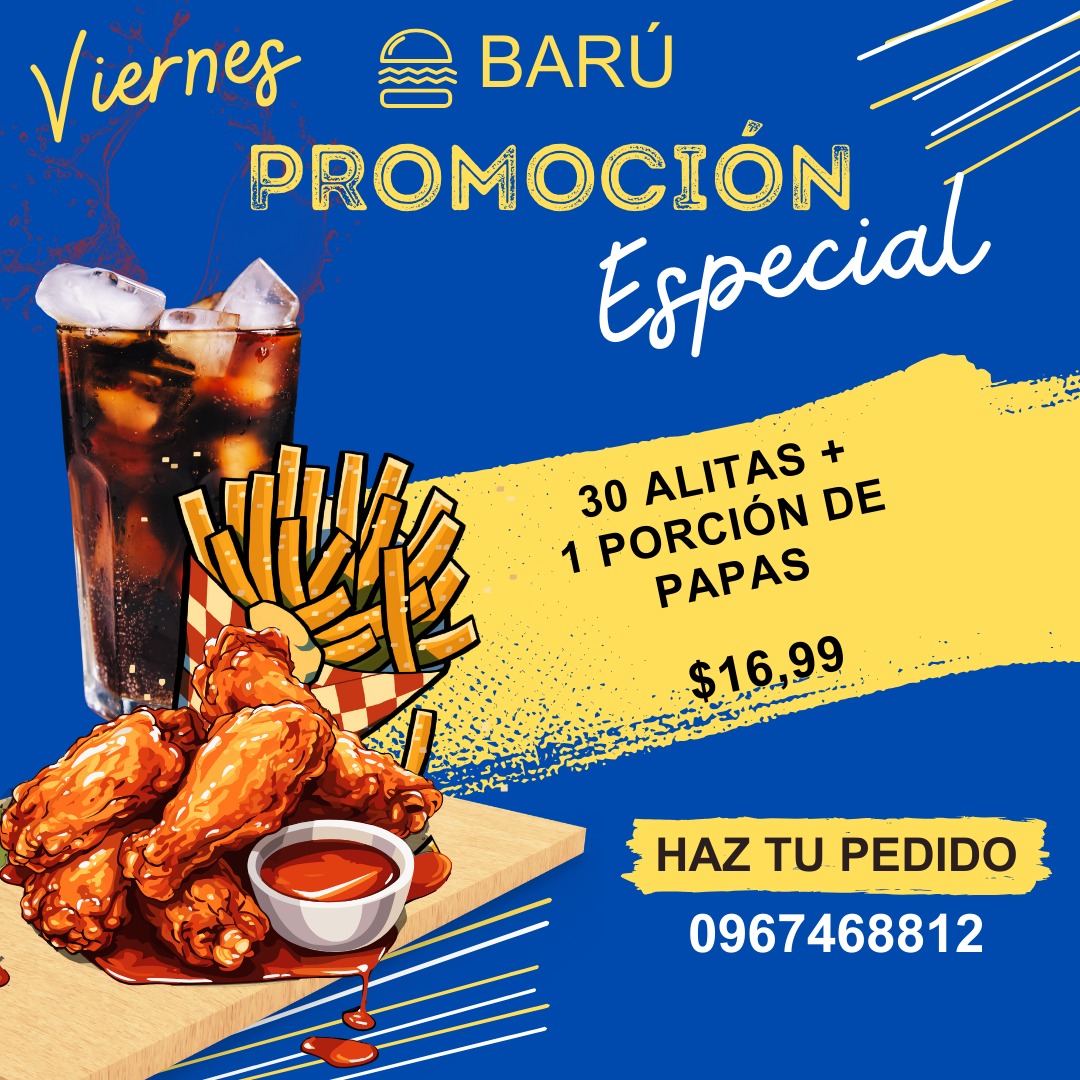 Viernes
BARÚ
PROMOCIÓN
Especial
30 ALITAS +
1 PORCIÓN DE
PAPAS
$16,99
HAZ TU PEDIDO
0967468812